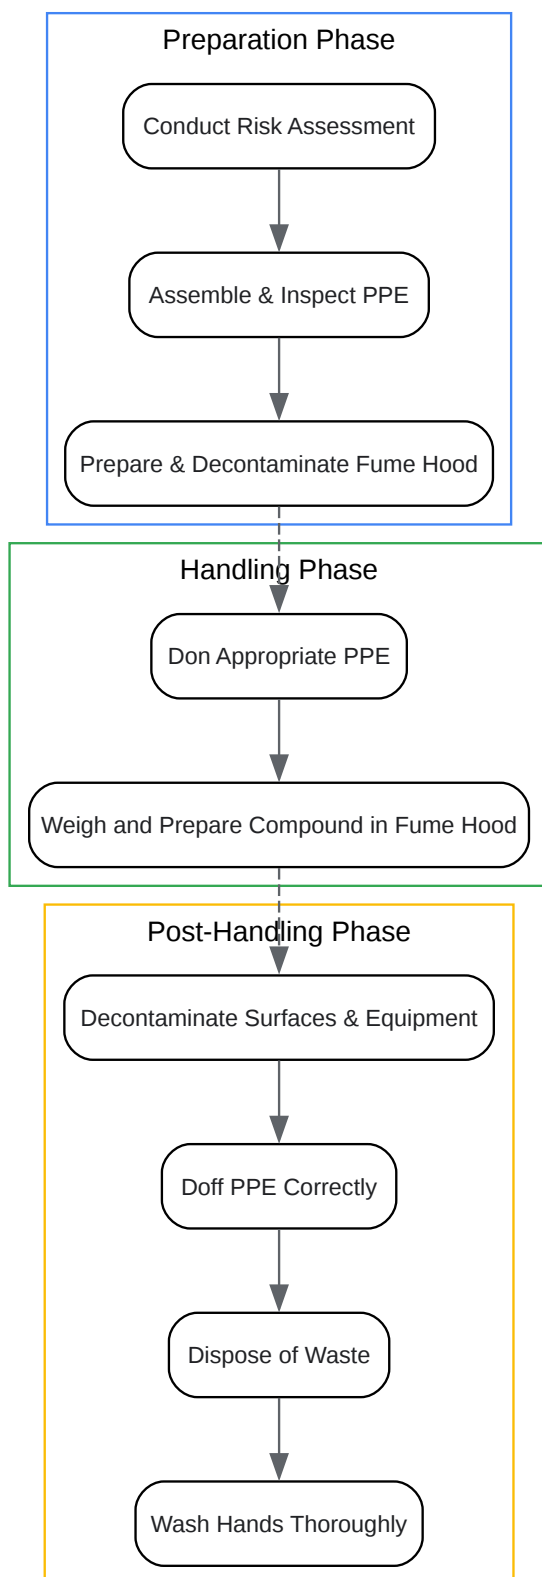 Preparation Phase
Conduct Risk Assessment
Assemble & Inspect PPE
Prepare & Decontaminate Fume Hood
Handling Phase
Don Appropriate PPE
Weigh and Prepare Compound in Fume Hood
Post-Handling Phase
Decontaminate Surfaces & Equipment
Doff PPE Correctly
Dispose of Waste
Wash Hands Thoroughly